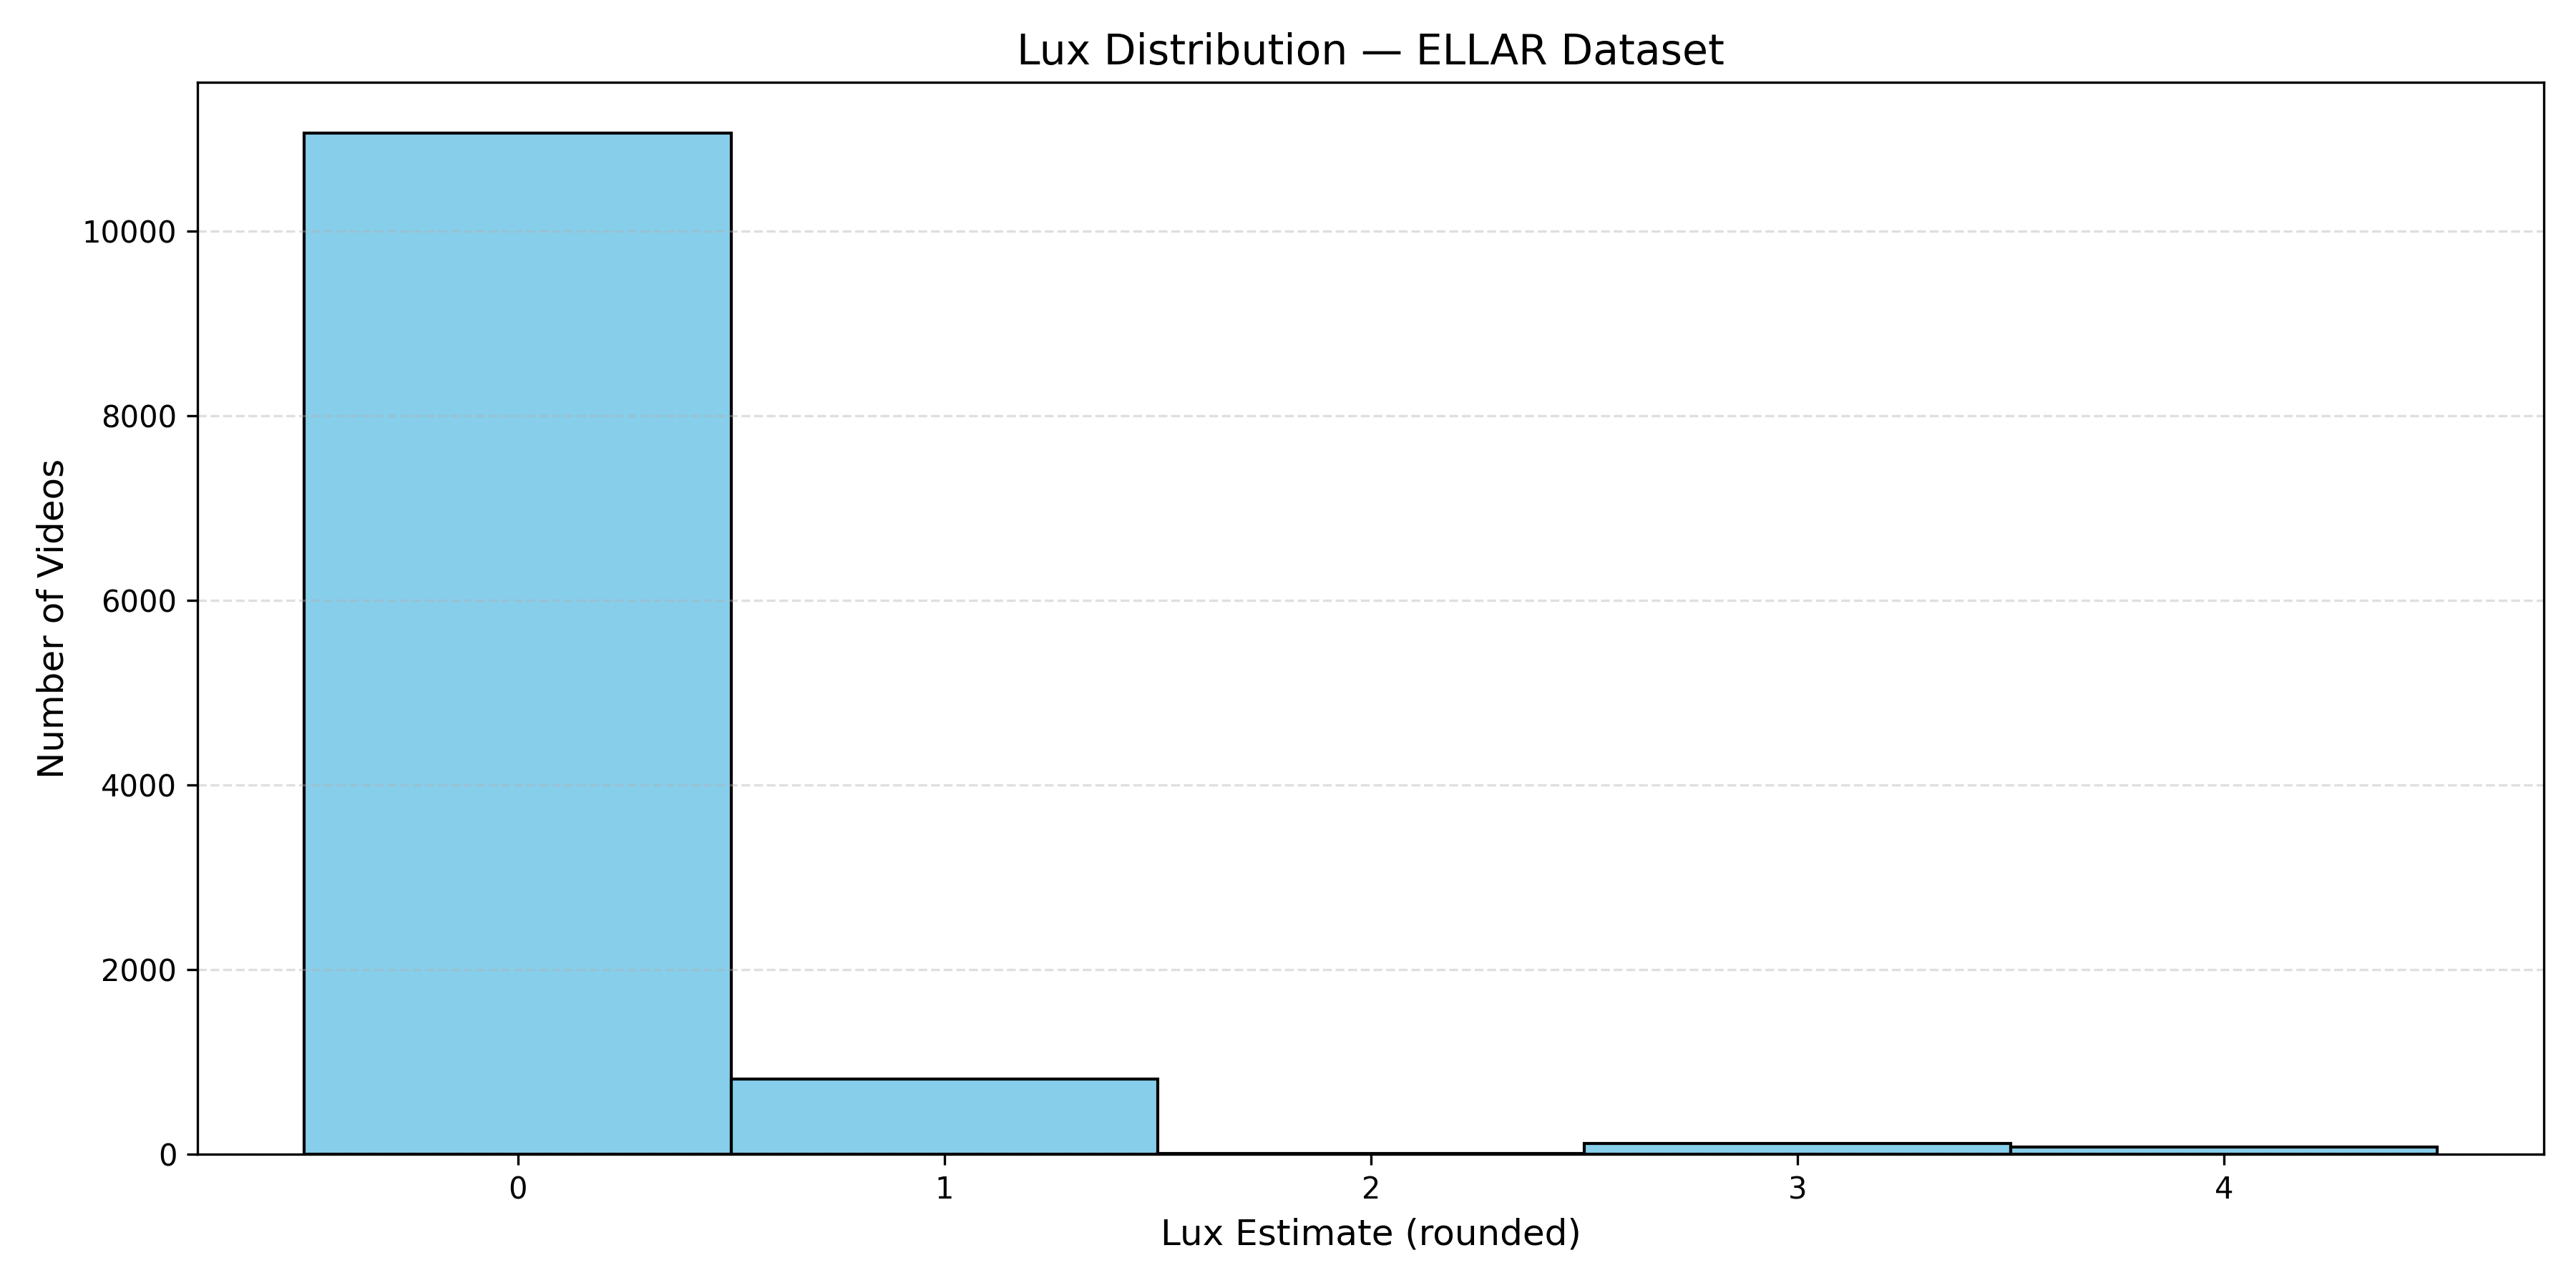 Lux Distribution — ELLAR Dataset
Number of Videos
10000
8000
6000
4000
2000
0
0 1 2 3 4
Lux Estimate (rounded)